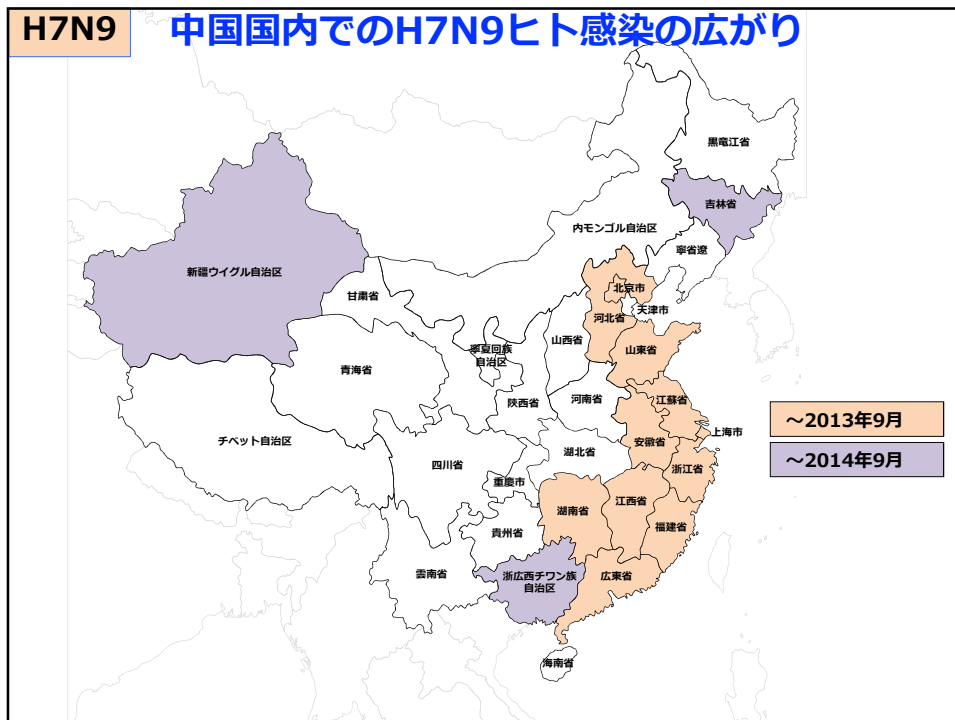 H7N9
中国国内でのH7N9ヒト感染の広がり
黒竜江省
吉林省
内モンゴル自治区
寧省遼
新疆ウイグル自治区
甘粛省
北京市
天津市
河北省
山西省
山東省
寧夏回族
自治区
青海省
陝西省
河南省
江蘇省
～2013年9月
チベット自治区
上海市
安徽省
湖北省
～2014年9月
四川省
浙江省
重慶市
江西省
湖南省
福建省
貴州省
雲南省
浙広西チワン族
自治区
広東省
海南省